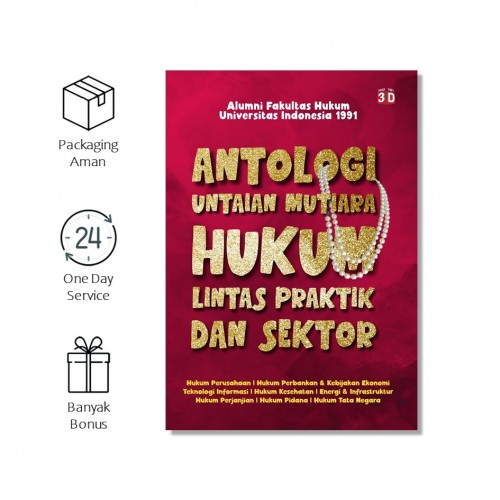 Packaging
Aman
24
One Day
Service
Banyak
Bonus
Alumni Fakultas Hukum
Universitas Indonesia 1991
3 D
ANTOLOGI
UNTAIAN MUTIARA
HUKUM
LINTAS PRAKTIK
DAN SEKTOR
Hukum Perusahaan | Hukum Perbankan & Kebijakan Ekonomi
Teknologi Informasi | Hukum Kesehatan | Energi & Infrastruktur
Hukum Perjanjian | Hukum Pidana | Hukum Tata Negara